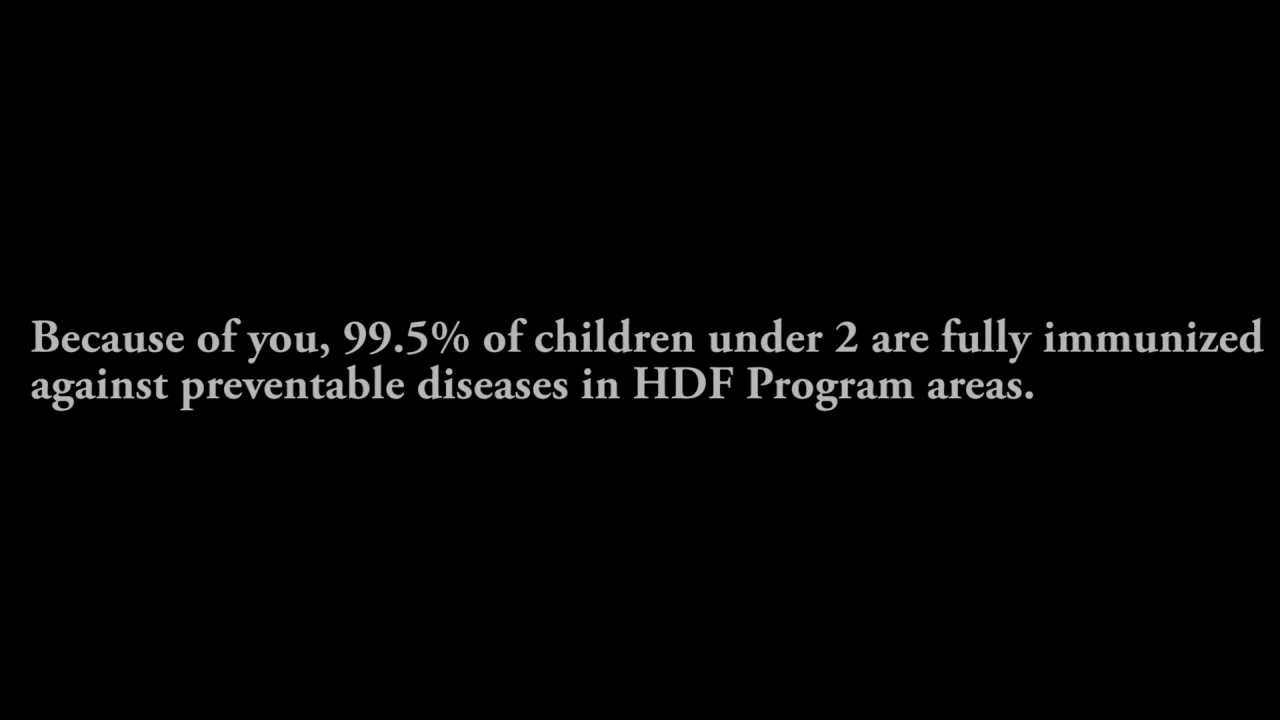 Because of you, 99.5% of children under 2 are fully immunized
against preventable diseases in HDF Program areas.